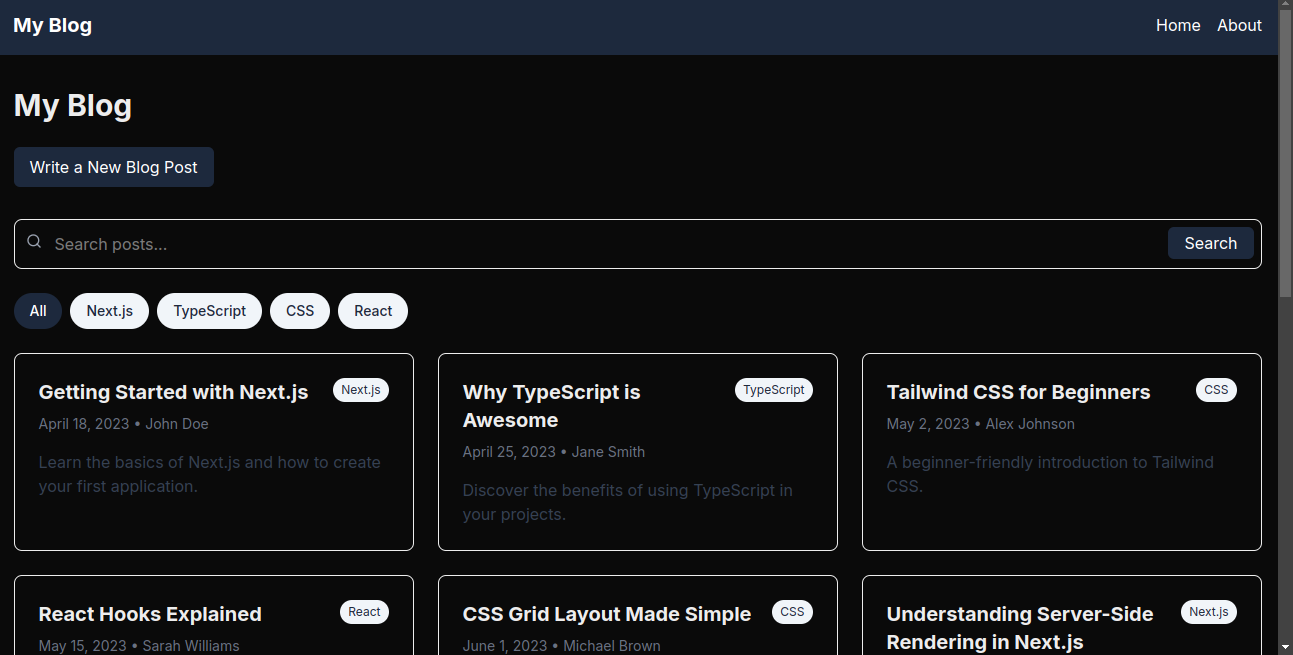 My Blog
Home About
My Blog
Write a New Blog Post
Search posts...
Search
All Next.js TypeScript CSS React
Getting Started with Next.js
Next.js
April 18, 2023 • John Doe
Learn the basics of Next.js and how to create
your first application.
Why TypeScript is
Awesome
TypeScript
April 25, 2023 • Jane Smith
Discover the benefits of using TypeScript in
your projects.
Tailwind CSS for Beginners
CSS
May 2, 2023 • Alex Johnson
A beginner-friendly introduction to Tailwind
CSS.
React Hooks Explained
React
May 15, 2023 • Sarah Williams
CSS Grid Layout Made Simple
CSS
June 1, 2023 • Michael Brown
Understanding Server-Side
Rendering in Next.js
Next.js